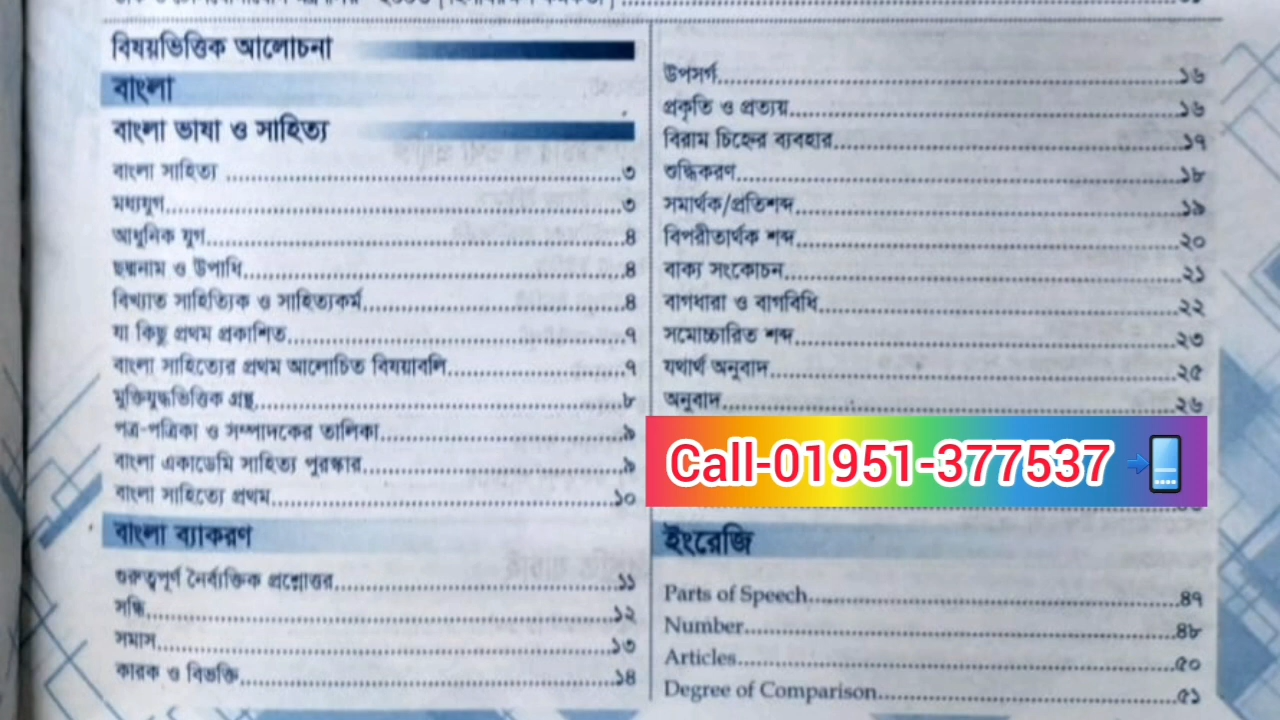 বিষয়ভিত্তিক আলোচনা
বাংলা
বাংলা ভাষা ও সাহিত্য
বাংলা সাহিত্য ........৩
মধ্যযুগ........৩
আধুনিক যুগ........৪
ছদ্মনাম ও উপাধি........৪
বিখ্যাত সাহিত্যিক ও সাহিত্যকর্ম........৪
যা কিছু প্রথম প্রকাশিত........৭
বাংলা সাহিত্যের প্রথম আলোচিত বিষয়াবলি........৭
মুক্তিযুদ্ধভিত্তিক গ্রন্থ........৮
পত্র-পত্রিকা ও সম্পাদকের তালিকা........৯
বাংলা একাডেমি সাহিত্য পুরস্কার........৯
বাংলা সাহিত্যে প্রথম........১০
বাংলা ব্যাকরণ
গুরুত্বপূর্ণ নৈর্ব্যক্তিক প্রশ্নোত্তর........১১
সন্ধি........১২
সমাস........১৩
কারক ও বিভক্তি........১৪
উপসর্গ........১৬
প্রকৃতি ও প্রত্যয়........১৬
বিরাম চিহ্নের ব্যবহার........১৭
শুদ্ধিকরণ........১৮
সমার্থক/প্রতিশব্দ........১৯
বিপরীতার্থক শব্দ........২০
বাক্য সংকোচন........২১
বাগধারা ও বাগবিধি........২২
সমোচ্চারিত শব্দ........২৩
যথার্থ অনুবাদ........২৫
অনুবাদ........২৬
Call-01951-377537
ইংরেজি
Parts of Speech........৪৭
Number........৪৮
Articles........৫০
Degree of Comparison........৫১